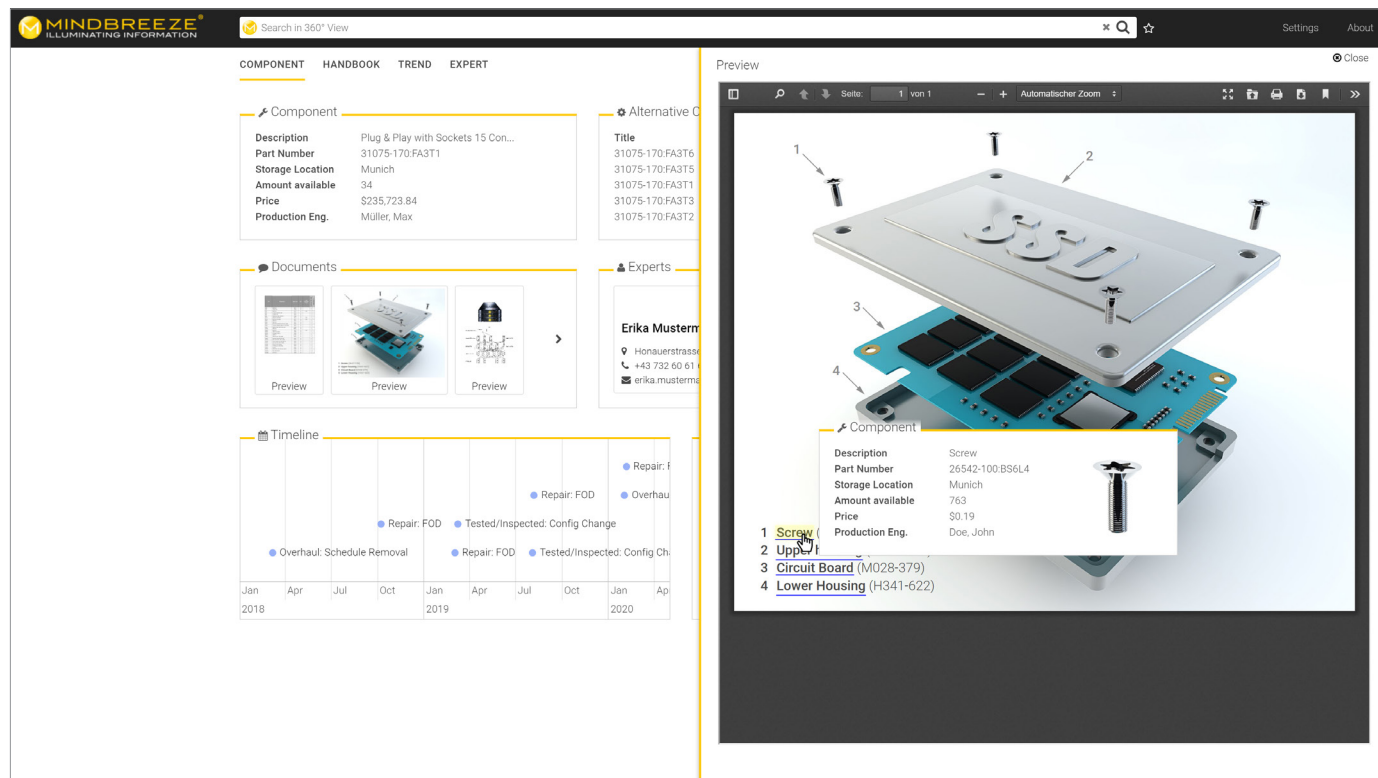 MINDBREEZE®
ILLUMINATING INFORMATION
Search in 360° View
Settings
About
COMPONENT HANDBOOK TREND EXPERT
Component
Description Plug & Play with Sockets 15 Con...
Part Number 31075-170:FA3T1
Storage Location Munich
Amount available 34
Price $235,723.84
Production Eng. Müller, Max
Alternative C
Title
31075-170:FA3T6
31075-170:FA3T5
31075-170:FA3T1
31075-170:FA3T3
31075-170:FA3T2
Documents
Preview
Preview
Preview
Experts
Erika Musterm
Honauerstrasse
+43 732 60 61
erika.musterma
Timeline
Repair: F
Repair: FOD
Overhau
Repair: FOD
Tested/Inspected: Config Change
Overhaul: Schedule Removal
Repair: FOD
Tested/Inspected: Config Ch
Jan Apr Jul Oct Jan Apr Jul Oct Jan Ap
2018 2019 2020
Preview
Close
Seite: 1 von 1
Automatischer Zoom
1
2
SSD
3
4
Component
Description Screw
Part Number 26542-100:BS6L4
Storage Location Munich
Amount available 763
Price $0.19
Production Eng. Doe, John
1 Screw (
2 Upper h
3 Circuit Board (M028-379)
4 Lower Housing (H341-622)